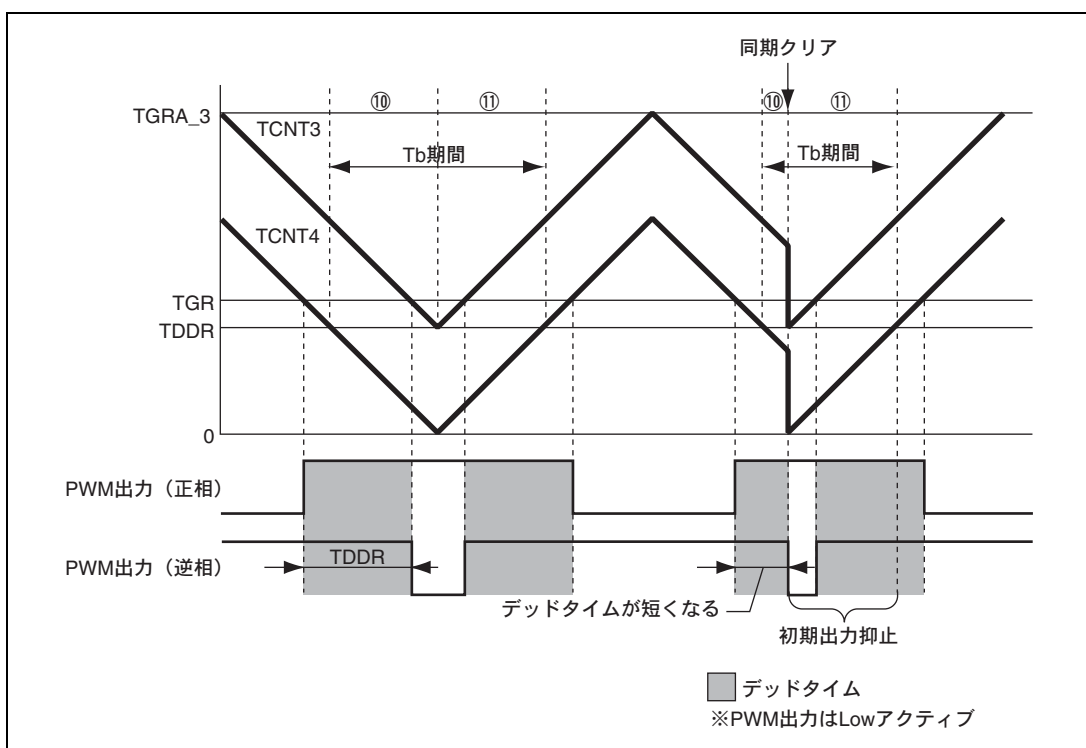 同期クリア
⑩ ⑪ ⑩ ⑪
TGRA_3
TCNT3
Tb期間 Tb期間
TCNT4
TGR
TDDR
0
PWM出力（正相）
PWM出力（逆相）
TDDR
デッドタイムが短くなる
初期出力抑止
デッドタイム
※PWM出力はLowアクティブ